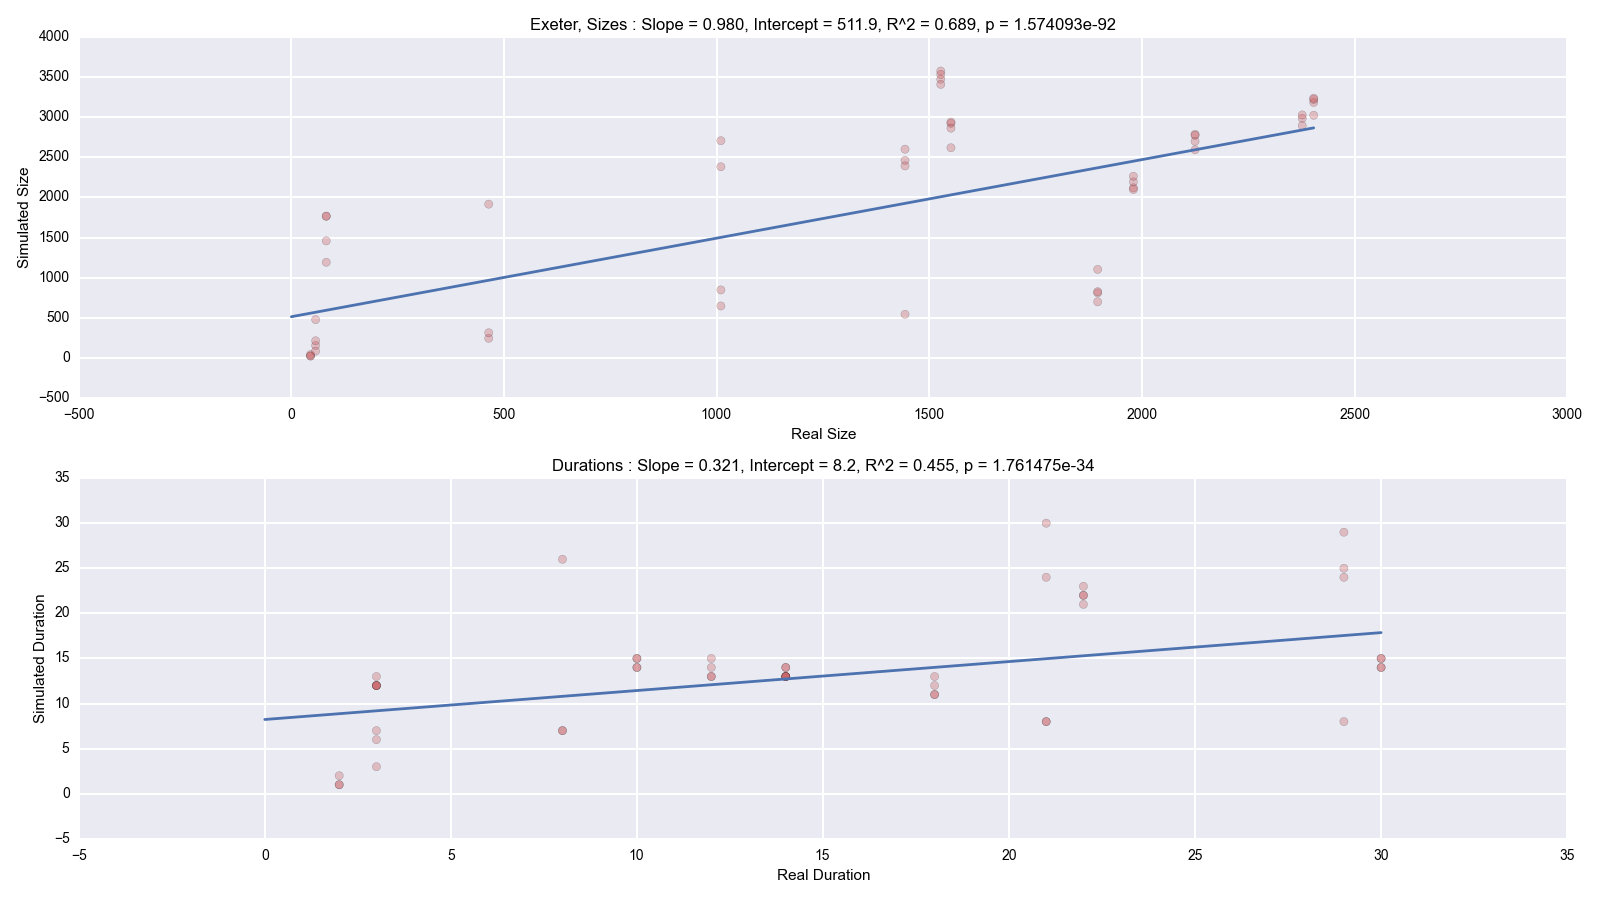 Exeter, Sizes : Slope = 0.980, Intercept = 511.9, R^2 = 0.689, p = 1.574093e-92
4000
3500
3000
2500
2000
1500
1000
500
0
−500
Simulated Size
−500 0 500 1000 1500 2000 2500 3000
Real Size
Durations : Slope = 0.321, Intercept = 8.2, R^2 = 0.455, p = 1.761475e-34
35
30
25
20
15
10
5
0
−5
Simulated Duration
−5 0 5 10 15 20 25 30 35
Real Duration